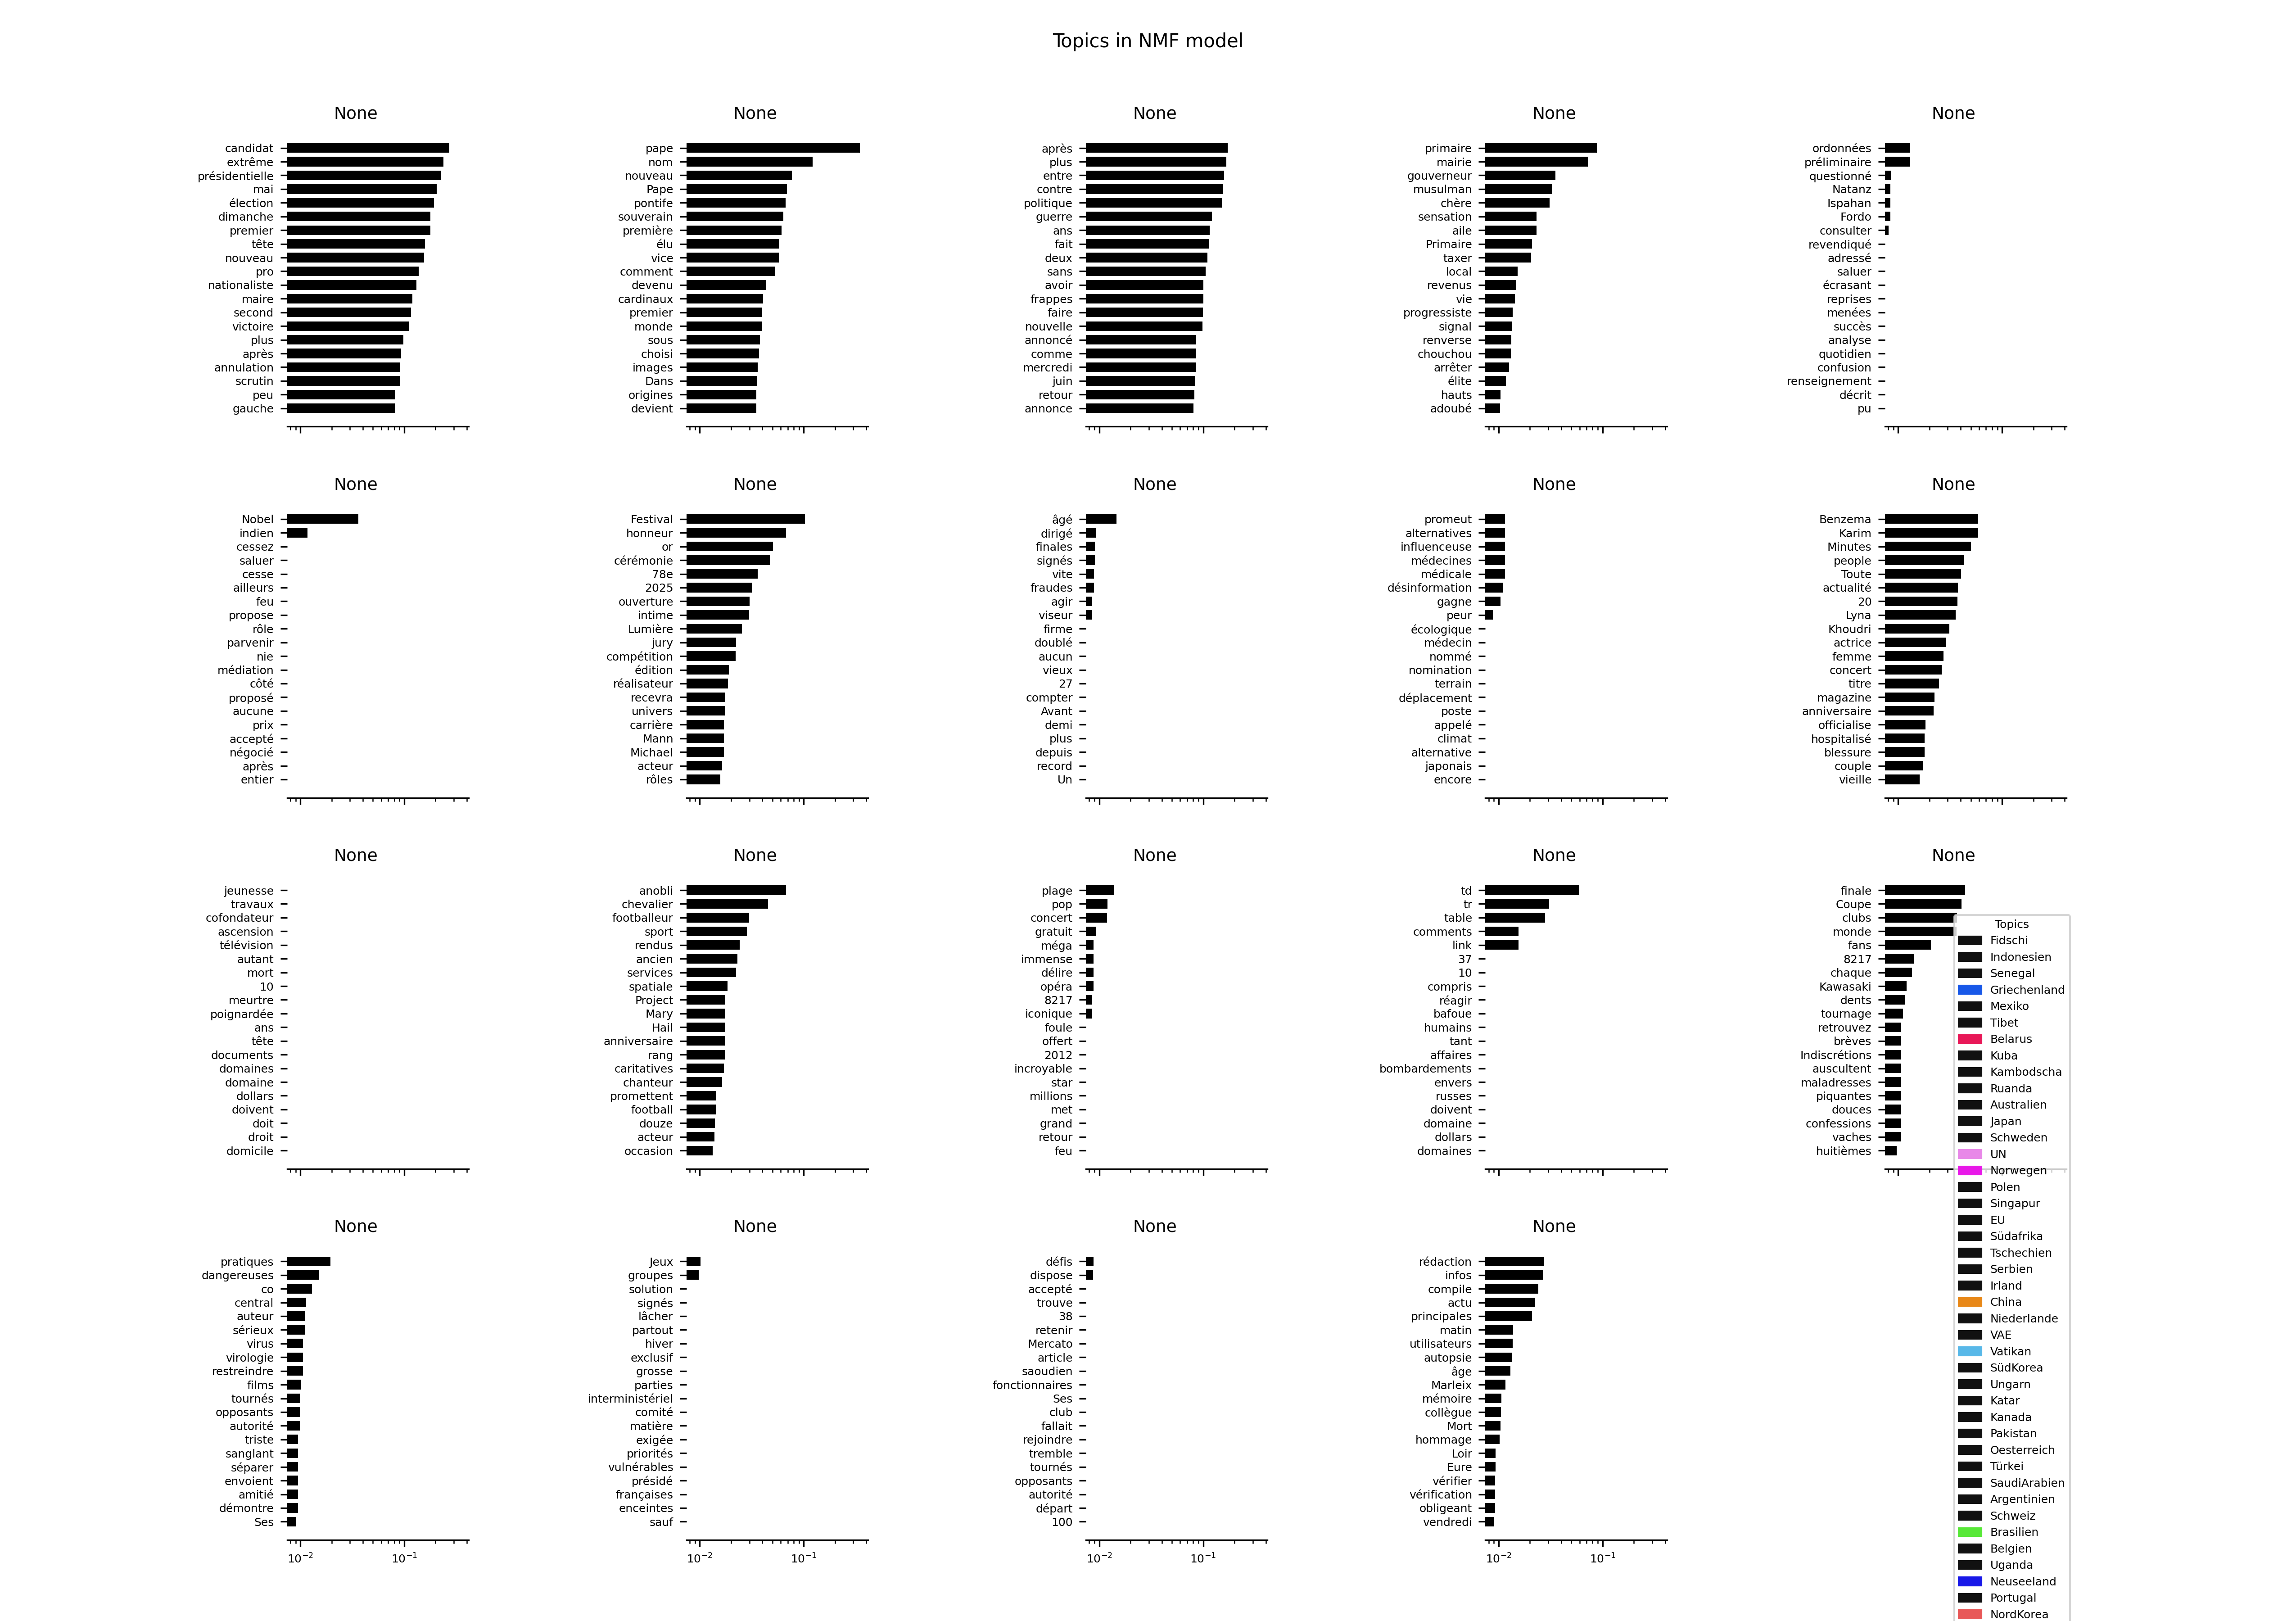 Topics in NMF model
None
candidat
extrême
présidentielle
mai
élection
dimanche
premier
tête
nouveau
pro
nationaliste
maire
second
victoire
plus
après
annulation
scrutin
peu
gauche
None
pape
nom
nouveau
Pape
pontife
souverain
première
élu
vice
comment
devenu
cardinaux
premier
monde
sous
choisi
images
Dans
origines
devient
None
après
plus
entre
contre
politique
guerre
ans
fait
deux
sans
avoir
frappes
faire
nouvelle
annoncé
comme
mercredi
juin
retour
annonce
None
primaire
mairie
gouverneur
musulman
chère
sensation
aile
Primaire
taxer
local
revenus
vie
progressiste
signal
renverse
chouchou
arrêter
élite
hauts
adoubé
None
ordonnées
préliminaire
questionné
Natanz
Ispahan
Fordo
consulter
revendiqué
adressé
saluer
écrasant
reprises
menées
succès
analyse
quotidien
confusion
renseignement
décrit
pu
None
Nobel
indien
cessez
saluer
cesse
ailleurs
feu
propose
rôle
parvenir
nie
médiation
côté
proposé
aucune
prix
accepté
négocié
après
entier
None
Festival
honneur
or
cérémonie
78e
2025
ouverture
intime
Lumière
jury
compétition
édition
réalisateur
recevra
univers
carrière
Mann
Michael
acteur
rôles
None
âgé
dirigé
finales
signés
vite
fraudes
agir
viseur
firme
doublé
aucun
vieux
27
compter
Avant
demi
plus
depuis
record
Un
None
promeut
alternatives
influenceuse
médecines
médicale
désinformation
gagne
peur
écologique
médecin
nommé
nomination
terrain
déplacement
poste
appelé
climat
alternative
japonais
encore
None
Benzema
Karim
Minutes
people
Toute
actualité
20
Lyna
Khoudri
actrice
femme
concert
titre
magazine
anniversaire
officialise
hospitalisé
blessure
couple
vieille
None
jeunesse
travaux
cofondateur
ascension
télévision
autant
mort
10
meurtre
poignardée
ans
tête
documents
domaines
domaine
dollars
doivent
doit
droit
domicile
None
anobli
chevalier
footballeur
sport
rendus
ancien
services
spatiale
Project
Mary
Hail
anniversaire
rang
caritatives
chanteur
promettent
football
douze
acteur
occasion
None
plage
pop
concert
gratuit
méga
immense
délire
opéra
8217
iconique
foule
offert
2012
incroyable
star
millions
met
grand
retour
feu
None
td
tr
table
comments
link
37
10
compris
réagir
bafoue
humains
tant
affaires
bombardements
envers
russes
doivent
domaine
dollars
domaines
None
finale
Coupe
clubs
monde
fans
8217
chaque
Kawasaki
dents
tournage
retrouvez
brèves
Indiscrétions
auscultent
maladresses
piquantes
douces
confessions
vaches
huitièmes
None
pratiques
dangereuses
co
central
auteur
sérieux
virus
virologie
restreindre
films
tournés
opposants
autorité
triste
sanglant
séparer
envoient
amitié
démontre
Ses
10⁻² 10⁻¹
None
Jeux
groupes
solution
signés
lâcher
partout
hiver
exclusif
grosse
parties
interministériel
comité
matière
exigée
priorités
vulnérables
présidé
françaises
enceintes
sauf
10⁻² 10⁻¹
None
défis
dispose
accepté
trouve
38
retenir
Mercato
article
saoudien
fonctionnaires
Ses
club
fallait
rejoindre
tremble
tournés
opposants
autorité
départ
100
10⁻² 10⁻¹
None
rédaction
infos
compile
actu
principales
matin
utilisateurs
autopsie
âge
Marleix
mémoire
collègue
Mort
hommage
Loir
Eure
vérifier
vérification
obligeant
vendredi
10⁻² 10⁻¹
Topics
Fidschi
Indonesien
Senegal
Griechenland
Mexiko
Tibet
Belarus
Kuba
Kambodscha
Ruanda
Australien
Japan
Schweden
UN
Norwegen
Polen
Singapur
EU
Südafrika
Tschechien
Serbien
Irland
China
Niederlande
VAE
Vatikan
SüdKorea
Ungarn
Katar
Kanada
Pakistan
Oesterreich
Türkei
SaudiArabien
Argentinien
Schweiz
Brasilien
Belgien
Uganda
Neuseeland
Portugal
NordKorea